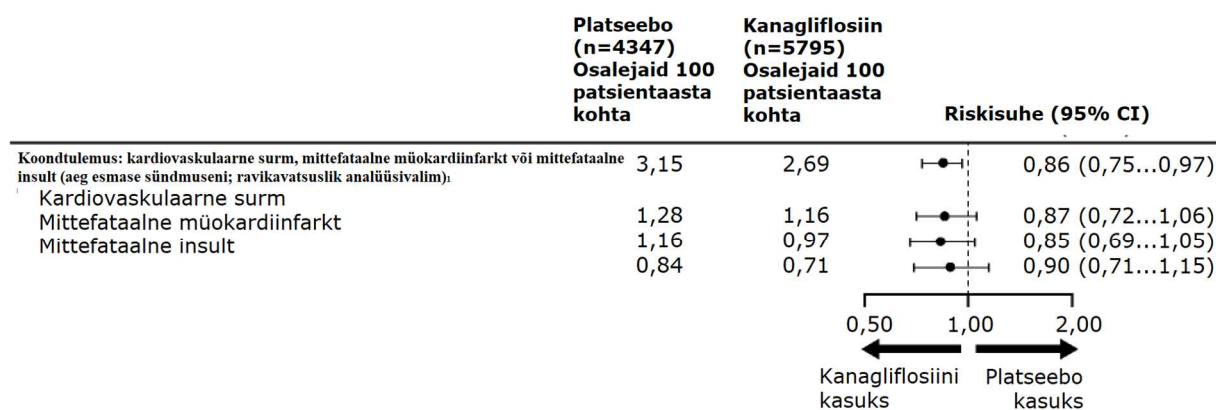 Platseebo
(n=4347)
Osalejaid 100
patsientaasta
kohta
Kanagliflosiin
(n=5795)
Osalejaid 100
patsientaasta
kohta
Riskisuhe (95% CI)
Koondtulemus: kardiovaskulaarne surm, mittefataalne müokardiinfarkt või mittefataalne
insult (aeg esmase sündmuseni; ravikavatsuslik analüüsivalim)1
3,15 2,69 0,86 (0,75...0,97)
Kardiovaskulaarne surm
Mittefataalne müokardiinfarkt
Mittefataalne insult
1,28 1,16 0,87 (0,72...1,06)
1,16 0,97 0,85 (0,69...1,05)
0,84 0,71 0,90 (0,71...1,15)
0,50 1,00 2,00
Kanagliflosiini
kasuks
Platseebo
kasuks